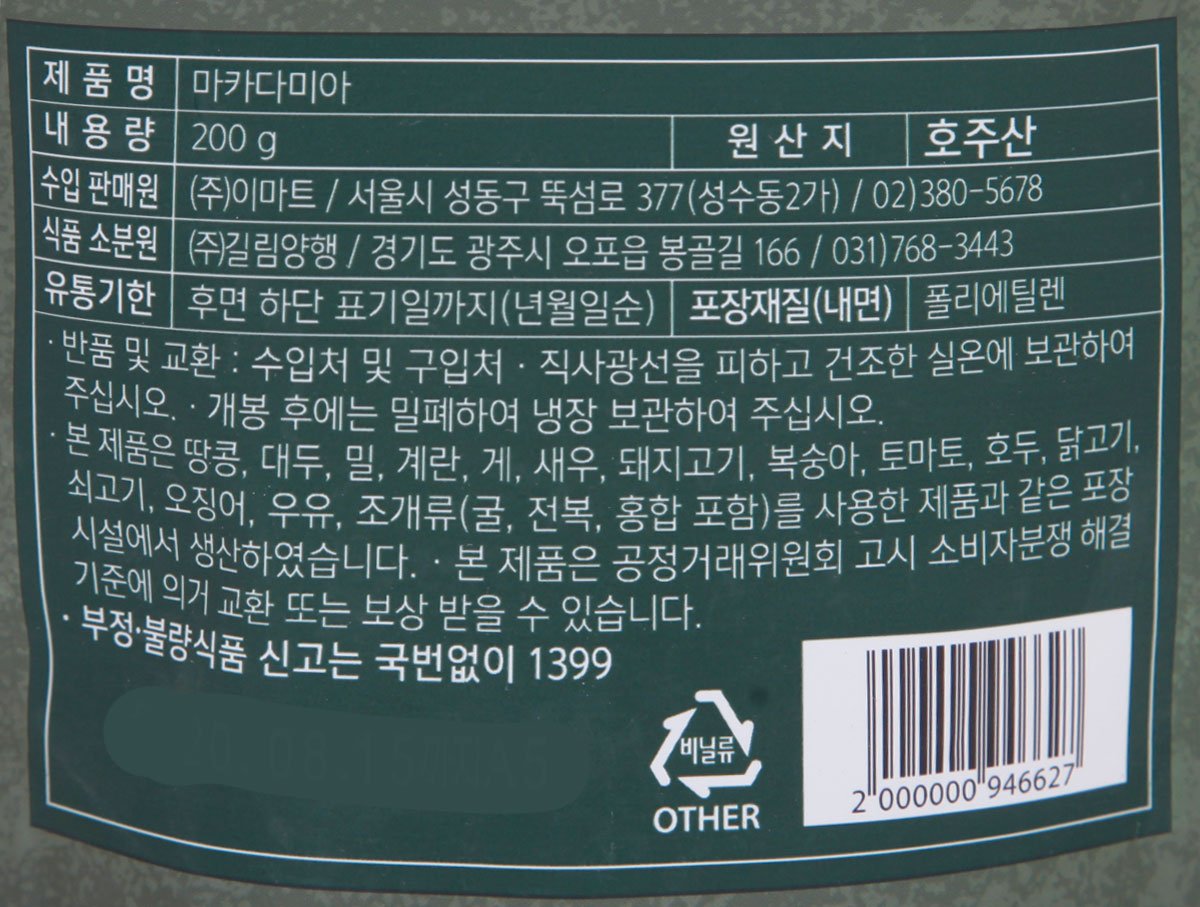 제 품 명 마카다미아
내 용 량 200 g 원 산 지 호주산
수입 판매원 (주)이마트 / 서울시 성동구 뚝섬로 377(성수동2가) / 02)380-5678
식품 소분원 (주)길림양행 / 경기도 광주시 오포읍 봉골길 166 / 031)768-3443
유통기한 후면 하단 표기일까지(년월일순) 포장재질(내면) 폴리에틸렌
· 반품 및 교환 : 수입처 및 구입처 · 직사광선을 피하고 건조한 실온에 보관하여
주십시오. · 개봉 후에는 밀폐하여 냉장 보관하여 주십시오.
· 본 제품은 땅콩, 대두, 밀, 계란, 게, 새우, 돼지고기, 복숭아, 토마토, 호두, 닭고기,
쇠고기, 오징어, 우유, 조개류(굴, 전복, 홍합 포함)를 사용한 제품과 같은 포장
시설에서 생산하였습니다. · 본 제품은 공정거래위원회 고시 소비자분쟁 해결
기준에 의거 교환 또는 보상 받을 수 있습니다.
· 부정·불량식품 신고는 국번없이 1399
비닐류
OTHER
2 000000 946627